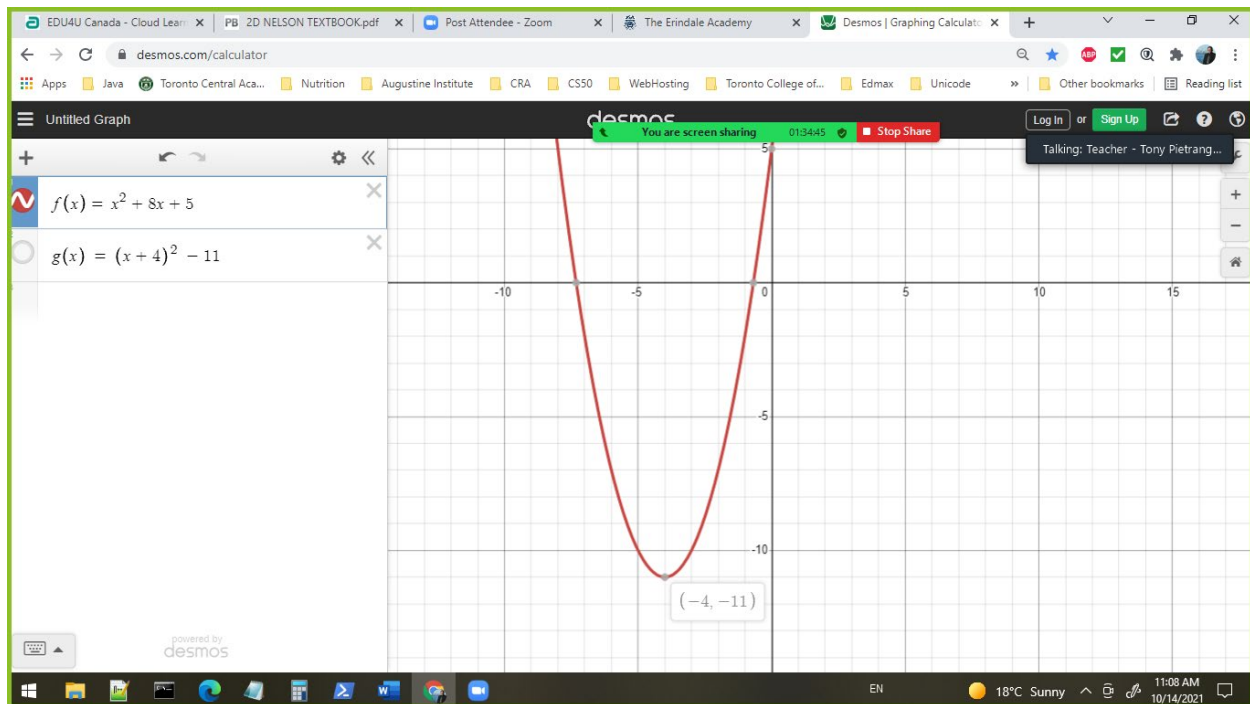 EDU4U Canada - Cloud Learn
PB 2D NELSON TEXTBOOK.pdf
Post Attendee - Zoom
The Erindale Academy
Desmos | Graphing Calculato
desmos.com/calculator
ABP
Apps Java Toronto Central Aca... Nutrition Augustine Institute CRA CS50 WebHosting Toronto College of... Edmax Unicode » Other bookmarks Reading list
Untitled Graph
desmos
Log In or Sign Up
You are screen sharing 01:34:45 Stop Share
Talking: Teacher - Tony Pietrang...
f(x) = x² + 8x + 5
g(x) = (x + 4)² − 11
5
-10 -5 0 5 10 15
-5
-10
(−4, −11)
powered by
desmos
EN
18°C Sunny
11:08 AM
10/14/2021